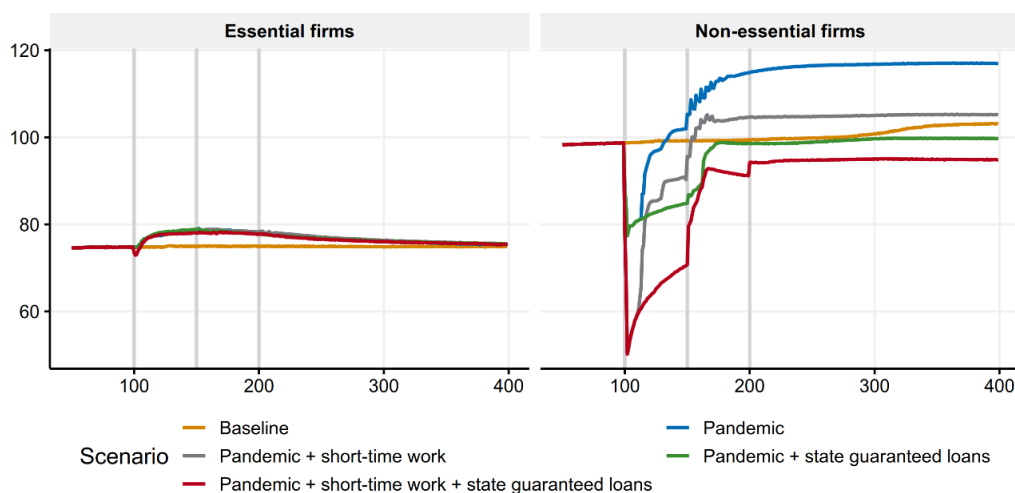 Essential firms
Non-essential firms
120
100
80
60
100
200
300
400
100
200
300
400
Scenario
Baseline
Pandemic
Pandemic + short-time work
Pandemic + state guaranteed loans
Pandemic + short-time work + state guaranteed loans